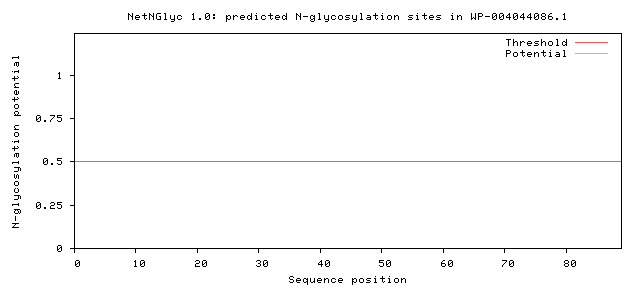 NetNGlyc 1.0: predicted N-glycosylation sites in WP-004044086.1
Threshold
Potential
N-glycosylation potential
1
0.75
0.5
0.25
0
0 10 20 30 40 50 60 70 80
Sequence position